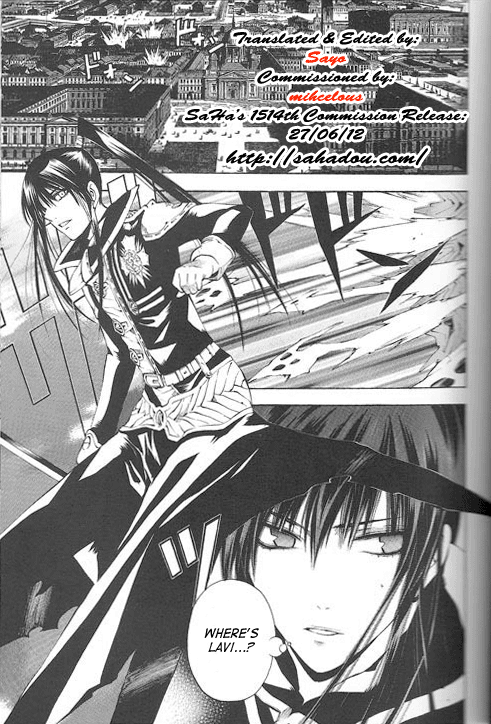 Translated & Edited by:
Sayo
Commissioned by:
mihcelous
SaHa's 1514th Commission Release:
27/06/12
http://sahadou.com/
WHERE'S
LAVI...?